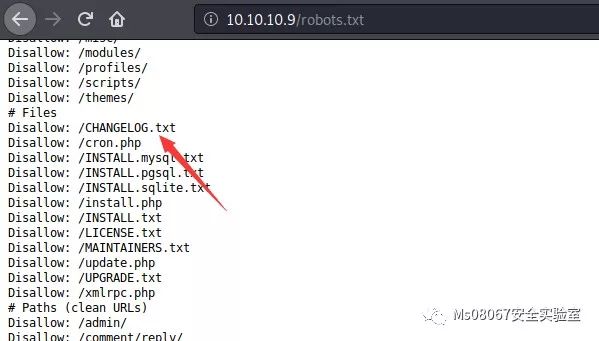 10.10.10.9/robots.txt
Disallow: /misc/
Disallow: /modules/
Disallow: /profiles/
Disallow: /scripts/
Disallow: /themes/
# Files
Disallow: /CHANGELOG.txt
Disallow: /cron.php
Disallow: /INSTALL.mysql.txt
Disallow: /INSTALL.pgsql.txt
Disallow: /INSTALL.sqlite.txt
Disallow: /install.php
Disallow: /INSTALL.txt
Disallow: /LICENSE.txt
Disallow: /MAINTAINERS.txt
Disallow: /update.php
Disallow: /UPGRADE.txt
Disallow: /xmlrpc.php
# Paths (clean URLs)
Disallow: /admin/
Disallow: /comment/reply/
Ms08067安全实验室